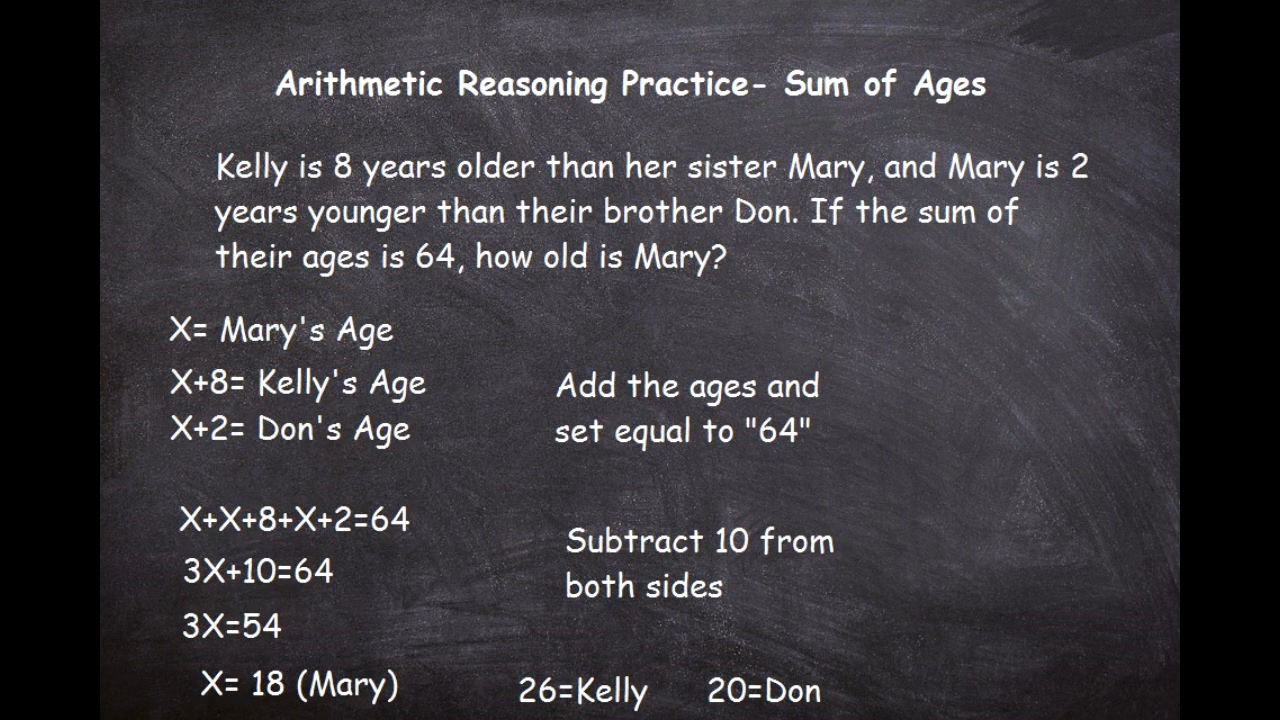 Arithmetic Reasoning Practice- Sum of Ages
Kelly is 8 years older than her sister Mary, and Mary is 2
years younger than their brother Don. If the sum of
their ages is 64, how old is Mary?
X= Mary's Age
X+8= Kelly's Age
X+2= Don's Age
Add the ages and
set equal to "64"
X+X+8+X+2=64
3X+10=64
3X=54
Subtract 10 from
both sides
X= 18 (Mary)
26=Kelly
20=Don